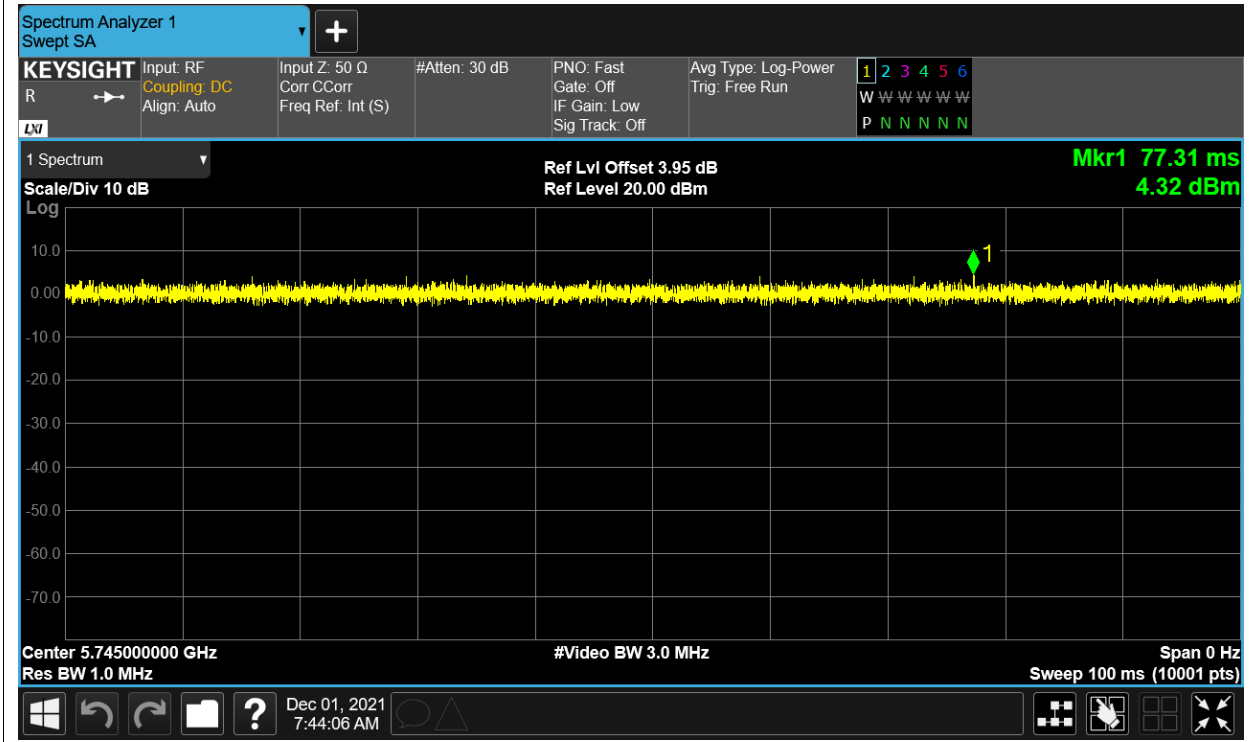 Spectrum Analyzer 1
Swept SA
KEYSIGHT
R
LXI
Input: RF
Coupling: DC
Align: Auto
Input Z: 50 Ω
Corr CCorr
Freq Ref: Int (S)
#Atten: 30 dB
PNO: Fast
Gate: Off
IF Gain: Low
Sig Track: Off
Avg Type: Log-Power
Trig: Free Run
1 2 3 4 5 6
W W W W W W
P N N N N N
1 Spectrum
Scale/Div 10 dB
Log
Ref Lvl Offset 3.95 dB
Ref Level 20.00 dBm
Mkr1 77.31 ms
4.32 dBm
10.0
1
0.00
-10.0
-20.0
-30.0
-40.0
-50.0
-60.0
-70.0
Center 5.745000000 GHz
Res BW 1.0 MHz
#Video BW 3.0 MHz
Span 0 Hz
Sweep 100 ms (10001 pts)
?
Dec 01, 2021
7:44:06 AM